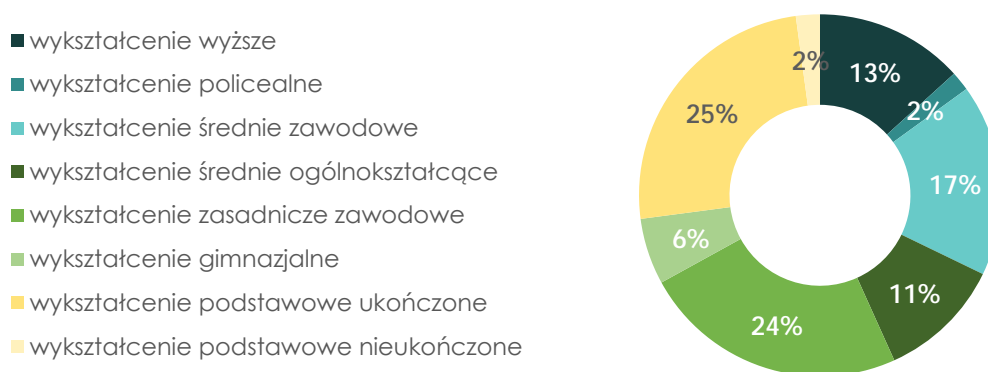 wykształcenie wyższe
wykształcenie policealne
wykształcenie średnie zawodowe
wykształcenie średnie ogólnokształcące
wykształcenie zasadnicze zawodowe
wykształcenie gimnazjalne
wykształcenie podstawowe ukończone
wykształcenie podstawowe nieukończone
13%
2%
17%
11%
24%
6%
25%
2%